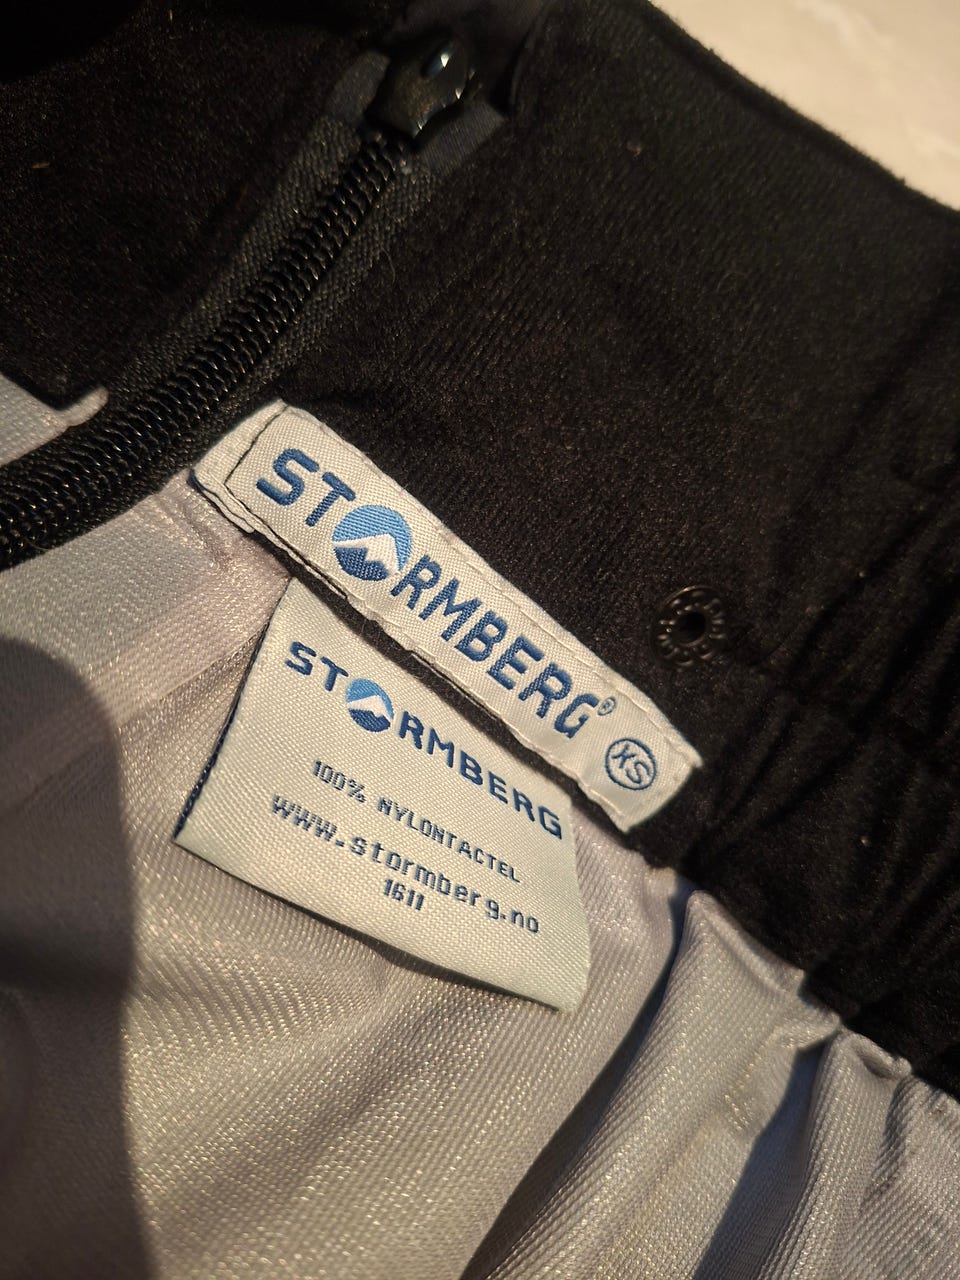 STORMBERG® XS
STORMBERG
100% NYLONTACTEL
www.stormberg.no
1611